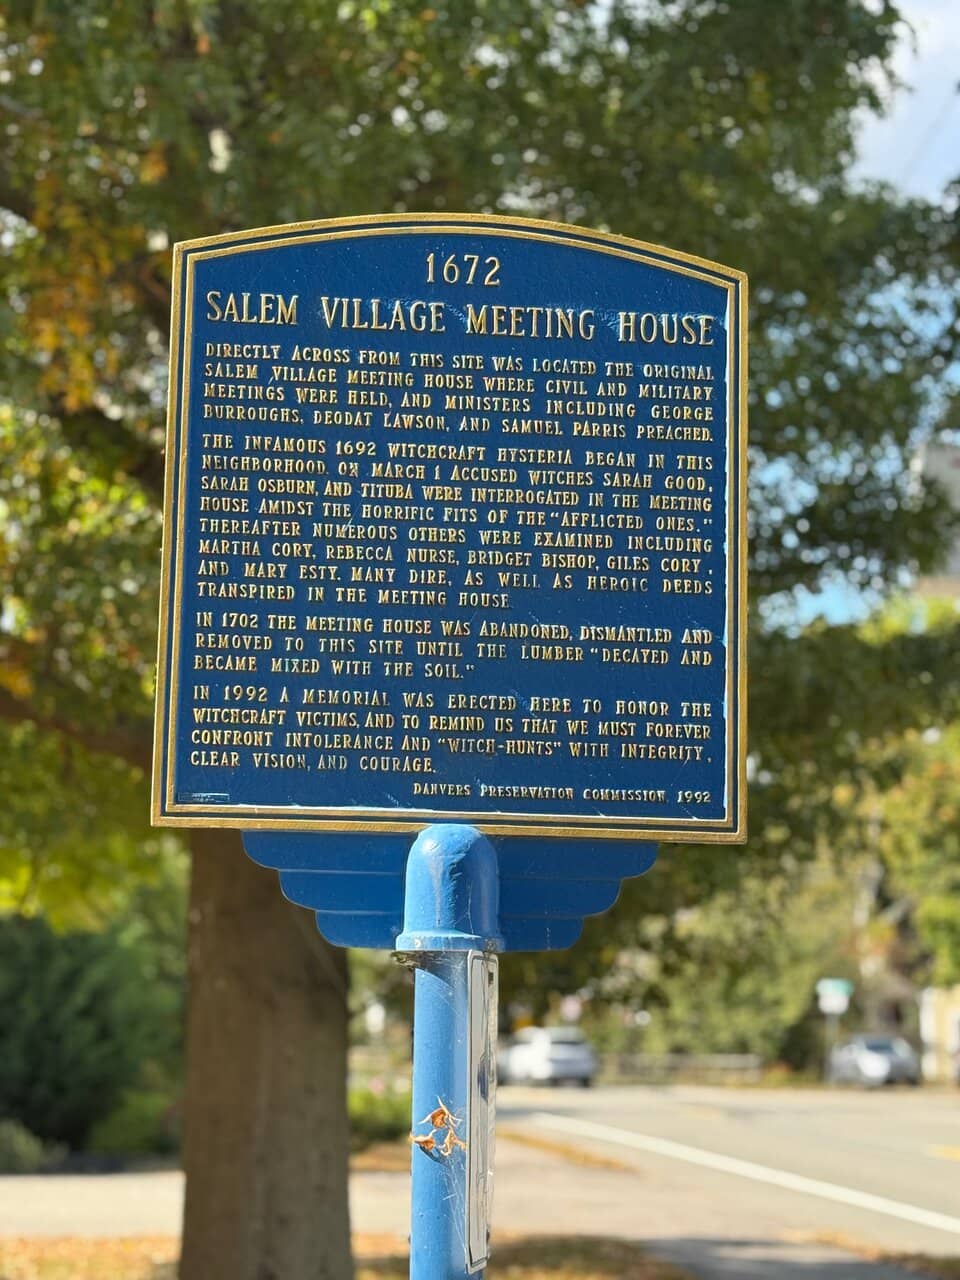 1672
SALEM VILLAGE MEETING HOUSE
DIRECTLY ACROSS FROM THIS SITE WAS LOCATED THE ORIGINAL
SALEM VILLAGE MEETING HOUSE WHERE CIVIL AND MILITARY
MEETINGS WERE HELD, AND MINISTERS INCLUDING GEORGE
BURROUGHS, DEODAT LAWSON, AND SAMUEL PARRIS PREACHED.
THE INFAMOUS 1692 WITCHCRAFT HYSTERIA BEGAN IN THIS
NEIGHBORHOOD. ON MARCH 1 ACCUSED WITCHES SARAH GOOD,
SARAH OSBURN, AND TITUBA WERE INTERROGATED IN THE MEETING
HOUSE AMIDST THE HORRIFIC FITS OF THE "AFFLICTED ONES."
THEREAFTER NUMEROUS OTHERS WERE EXAMINED INCLUDING
MARTHA CORY, REBECCA NURSE, BRIDGET BISHOP, GILES CORY,
AND MARY ESTY. MANY DIRE, AS WELL AS HEROIC DEEDS
TRANSPIRED IN THE MEETING HOUSE.
IN 1702 THE MEETING HOUSE WAS ABANDONED, DISMANTLED AND
REMOVED TO THIS SITE UNTIL THE LUMBER "DECAYED AND
BECAME MIXED WITH THE SOIL."
IN 1992 A MEMORIAL WAS ERECTED HERE TO HONOR THE
WITCHCRAFT VICTIMS, AND TO REMIND US THAT WE MUST FOREVER
CONFRONT INTOLERANCE AND "WITCH-HUNTS" WITH INTEGRITY,
CLEAR VISION, AND COURAGE.
DANVERS PRESERVATION COMMISSION, 1992